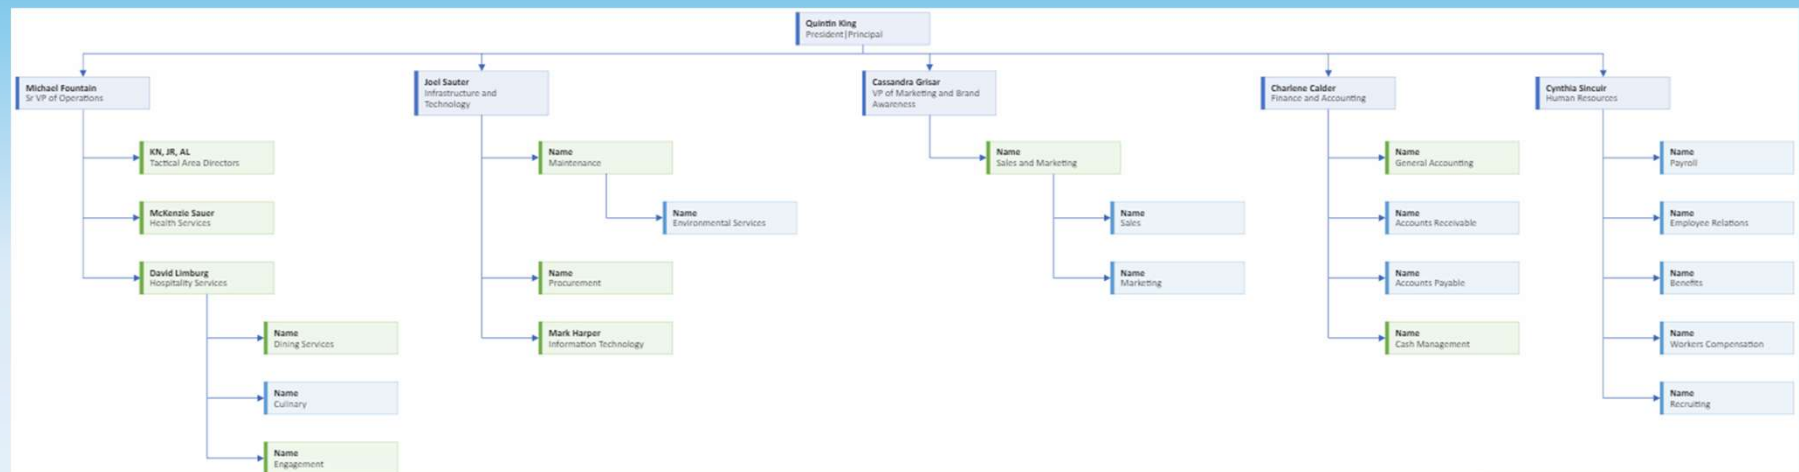 Quintin King
President|Principal
Michael Fountain
Sr VP of Operations
Joel Sauter
Infrastructure and
Technology
Cassandra Grisar
VP of Marketing and Brand
Awareness
Charlene Calder
Finance and Accounting
Cynthia Sincuir
Human Resources
KN, JR, AL
Tactical Area Directors
Name
Maintenance
Name
Sales and Marketing
Name
General Accounting
Name
Payroll
McKenzie Sauer
Health Services
Name
Environmental Services
Name
Sales
Name
Accounts Receivable
Name
Employee Relations
David Limburg
Hospitality Services
Name
Procurement
Name
Marketing
Name
Accounts Payable
Name
Benefits
Name
Dining Services
Mark Harper
Information Technology
Name
Cash Management
Name
Workers Compensation
Name
Culinary
Name
Recruiting
Name
Engagement